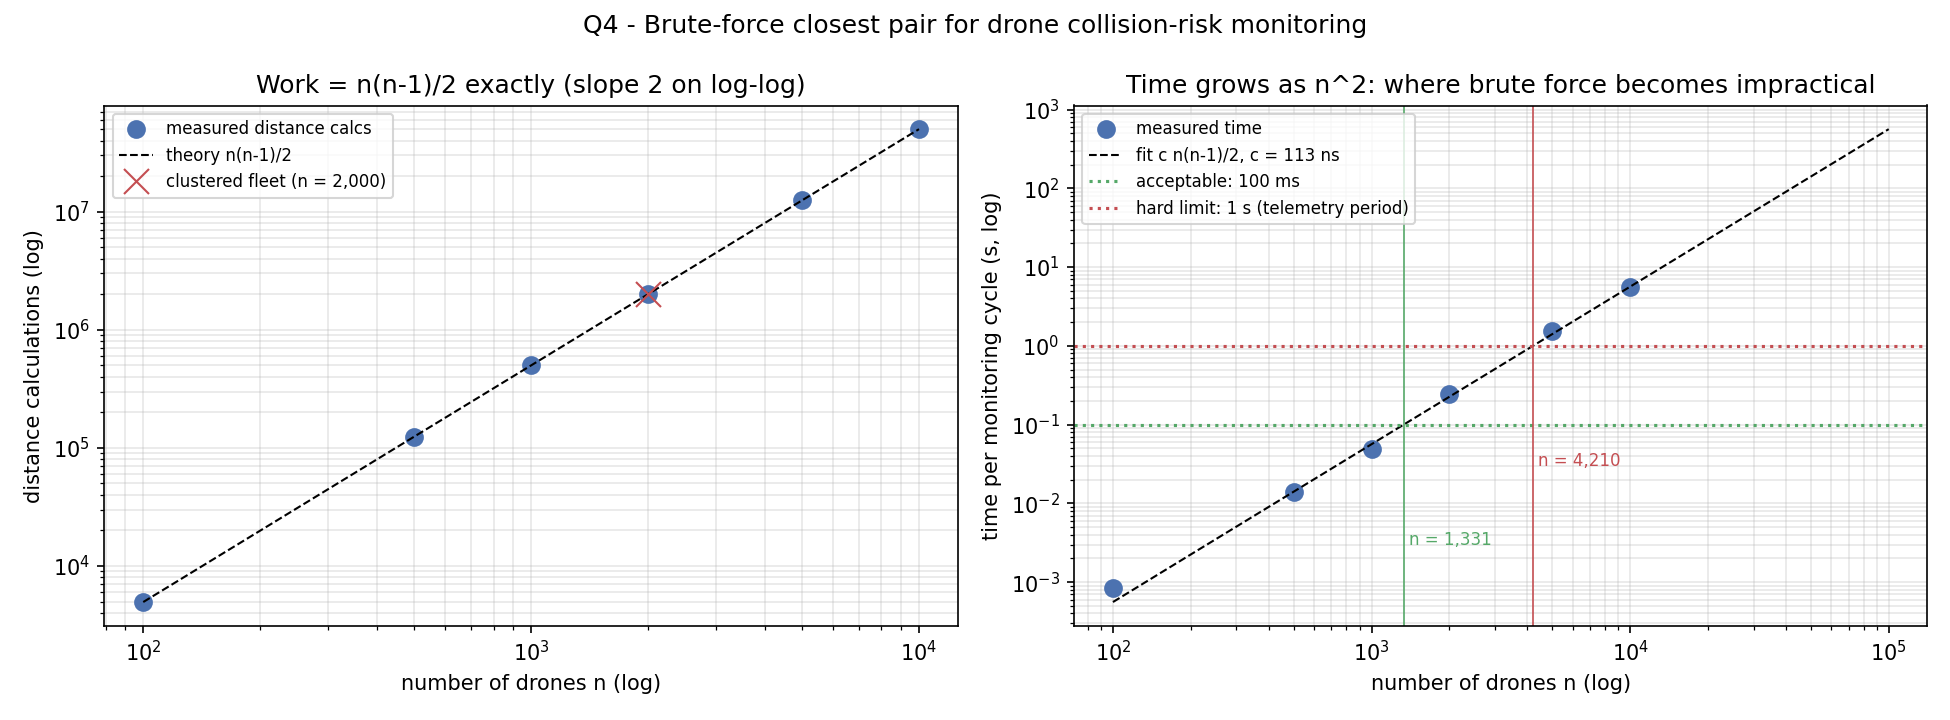 Q4 - Brute-force closest pair for drone collision-risk monitoring
Work = n(n-1)/2 exactly (slope 2 on log-log)
measured distance calcs
theory n(n-1)/2
clustered fleet (n = 2,000)
distance calculations (log)
10^7
10^6
10^5
10^4
10^2
10^3
10^4
number of drones n (log)
Time grows as n^2: where brute force becomes impractical
measured time
fit c n(n-1)/2, c = 113 ns
acceptable: 100 ms
hard limit: 1 s (telemetry period)
time per monitoring cycle (s, log)
10^3
10^2
10^1
10^0
10^−1
10^−2
10^−3
n = 4,210
n = 1,331
10^2
10^3
10^4
10^5
number of drones n (log)